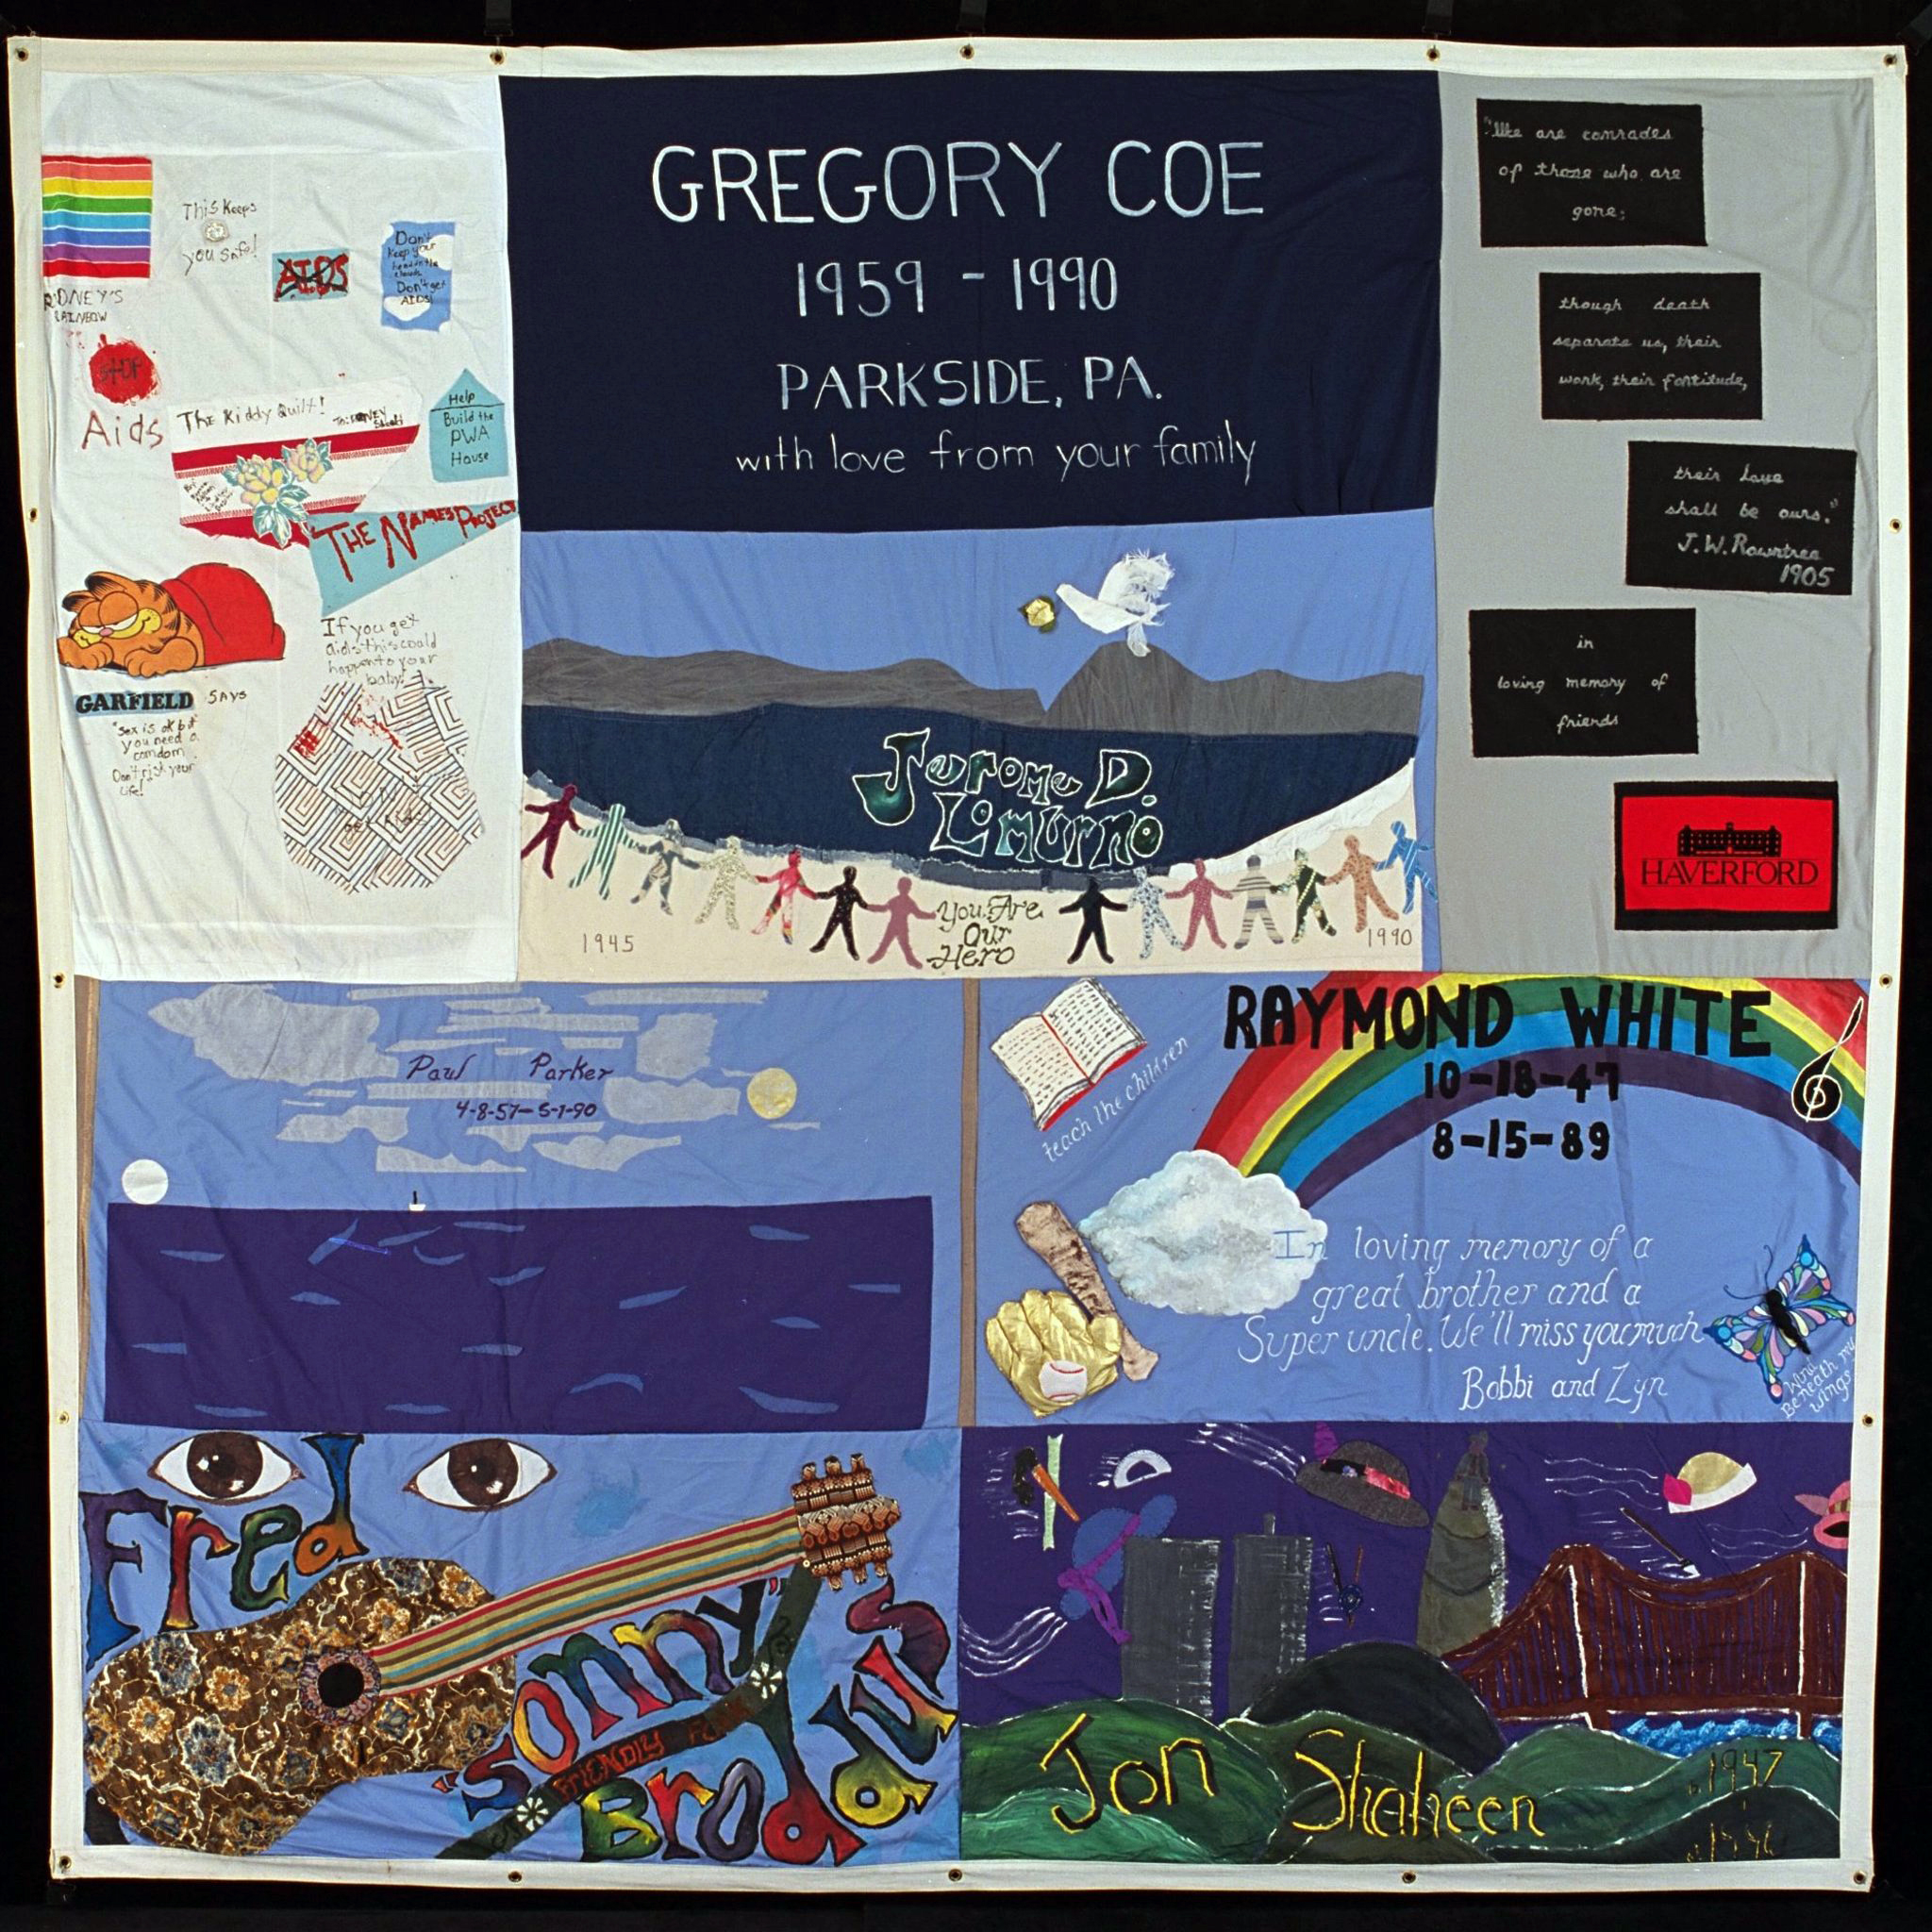 This Keeps
you Safe!
AIDS
Don't
Keep your
head in the
clouds
Don't get
AIDS!
RODNEY'S
RAINBOW
STOP
Aids
The Kiddy Quilt!
To: RODNEY
Help
Build the
PWA
House
THE NAMES PROJECT
GARFIELD SAYS
"Sex is ok but
you need a
comdom
Don't risk your
life!
If you get
aids this could
happen to your
baby!
GREGORY COE
1959 - 1990
PARKSIDE, PA.
with love from your family
Jerome D.
Lomurno
You Are
Our
Hero
1945
1990
"We are comrades
of those who are
gone;
though death
separate us, their
work, their fortitude,
their love
shall be ours."
J.W. Rowntree
1905
in
loving memory of
friends
HAVERFORD
Paul Parker
4-8-57-5-1-90
teach the children
RAYMOND WHITE
10-18-47
8-15-89
In loving memory of a
great brother and a
Super uncle. We'll miss you much
Bobbi and Lyn
Wind
Beneath my
wings
Fred
"Sonny"
FRIENDLY
Broadus
Jon Shaheen
1947